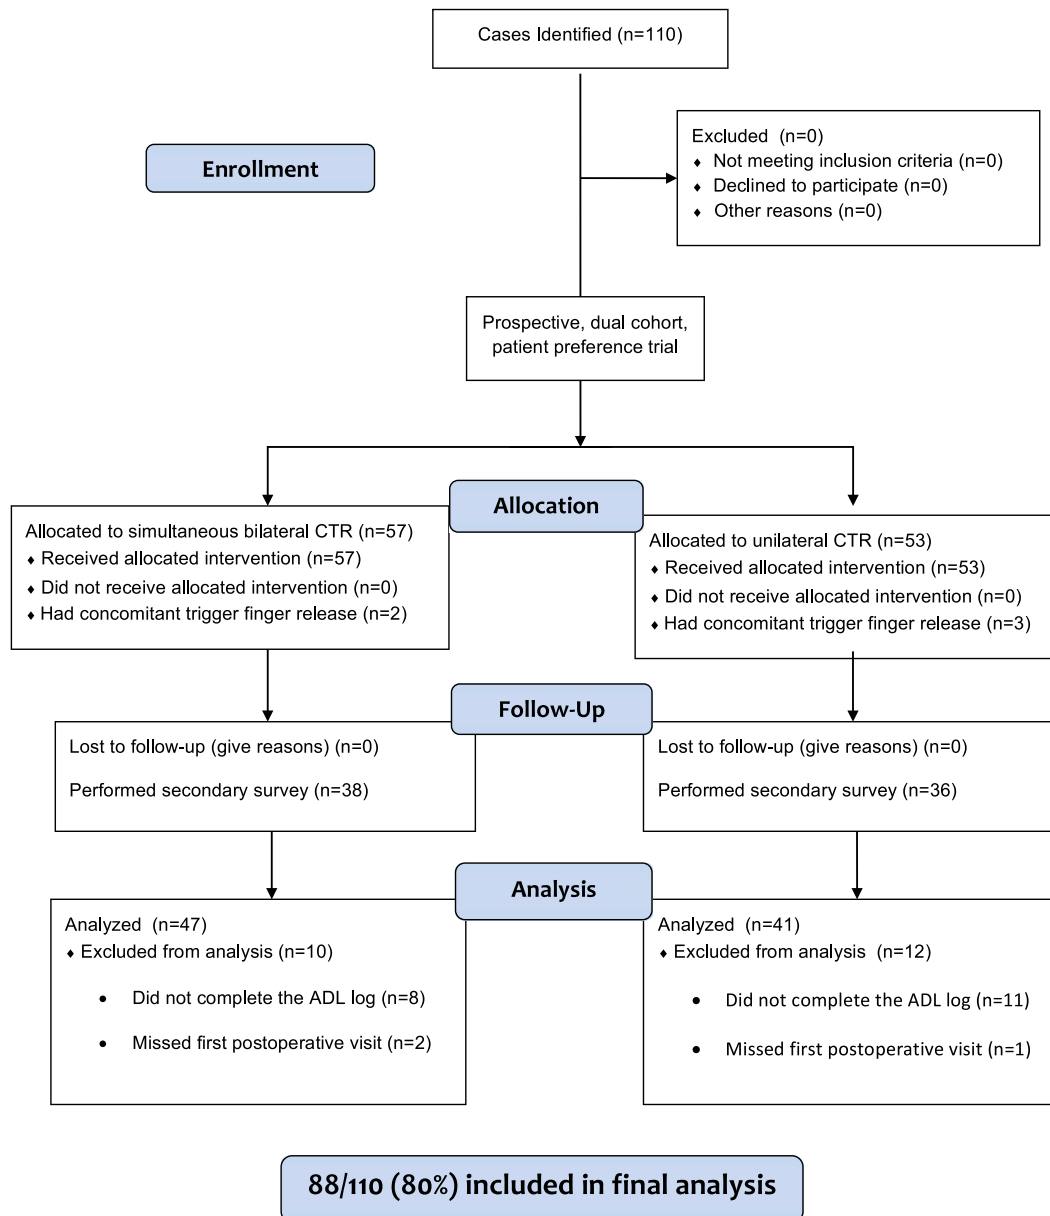 Cases Identified (n=110)
Enrollment
Excluded (n=0)
♦ Not meeting inclusion criteria (n=0)
♦ Declined to participate (n=0)
♦ Other reasons (n=0)
Prospective, dual cohort,
patient preference trial
Allocation
Allocated to simultaneous bilateral CTR (n=57)
♦ Received allocated intervention (n=57)
♦ Did not receive allocated intervention (n=0)
♦ Had concomitant trigger finger release (n=2)
Allocated to unilateral CTR (n=53)
♦ Received allocated intervention (n=53)
♦ Did not receive allocated intervention (n=0)
♦ Had concomitant trigger finger release (n=3)
Follow-Up
Lost to follow-up (give reasons) (n=0)
Performed secondary survey (n=38)
Lost to follow-up (give reasons) (n=0)
Performed secondary survey (n=36)
Analysis
Analyzed (n=47)
♦ Excluded from analysis (n=10)
• Did not complete the ADL log (n=8)
• Missed first postoperative visit (n=2)
Analyzed (n=41)
♦ Excluded from analysis (n=12)
• Did not complete the ADL log (n=11)
• Missed first postoperative visit (n=1)
88/110 (80%) included in final analysis